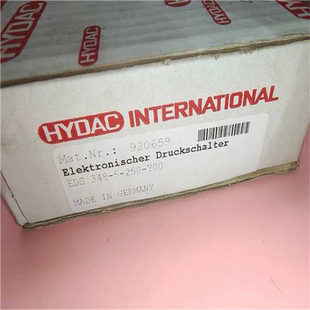 HYDAC INTERNATIONAL
Mat.Nr.: 920659
Elektronischer Druckschalter
EDS 348-5-250-Y00
MADE IN GERMANY